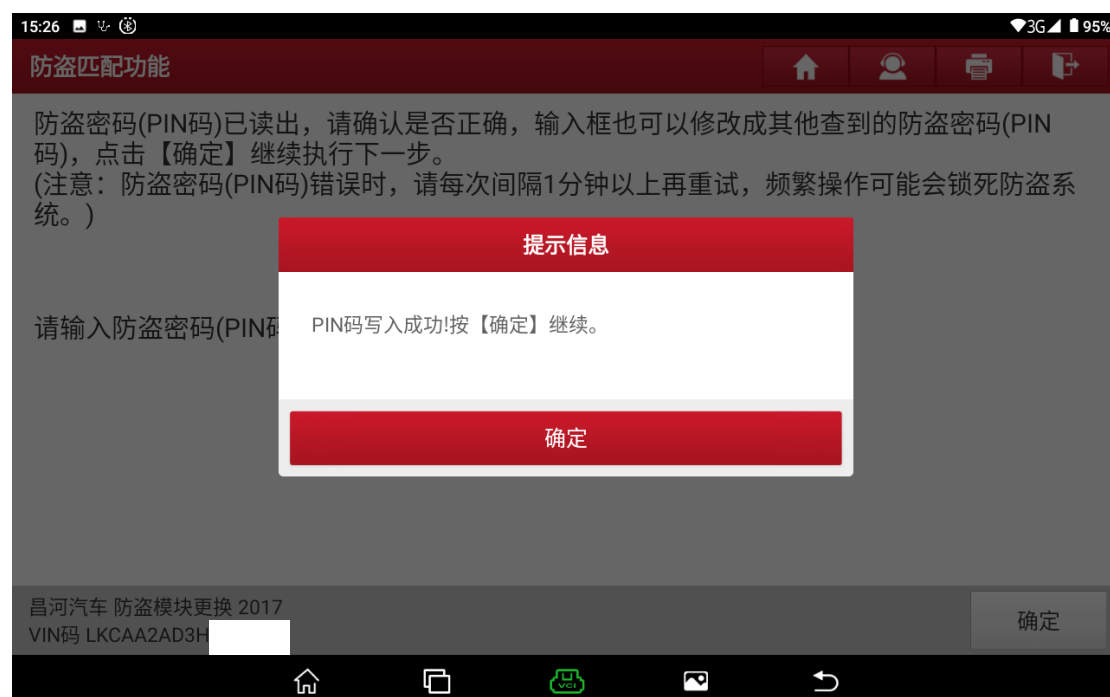 15:26
3G 95%
防盗匹配功能
防盗密码(PIN码)已读出，请确认是否正确，输入框也可以修改成其他查到的防盗密码(PIN
码)，点击【确定】继续执行下一步。
(注意：防盗密码(PIN码)错误时，请每次间隔1分钟以上再重试，频繁操作可能会锁死防盗系
统。)
提示信息
请输入防盗密码(PIN码
PIN码写入成功!按【确定】继续。
确定
昌河汽车 防盗模块更换 2017
VIN码 LKCAA2AD3H
确定
VCI